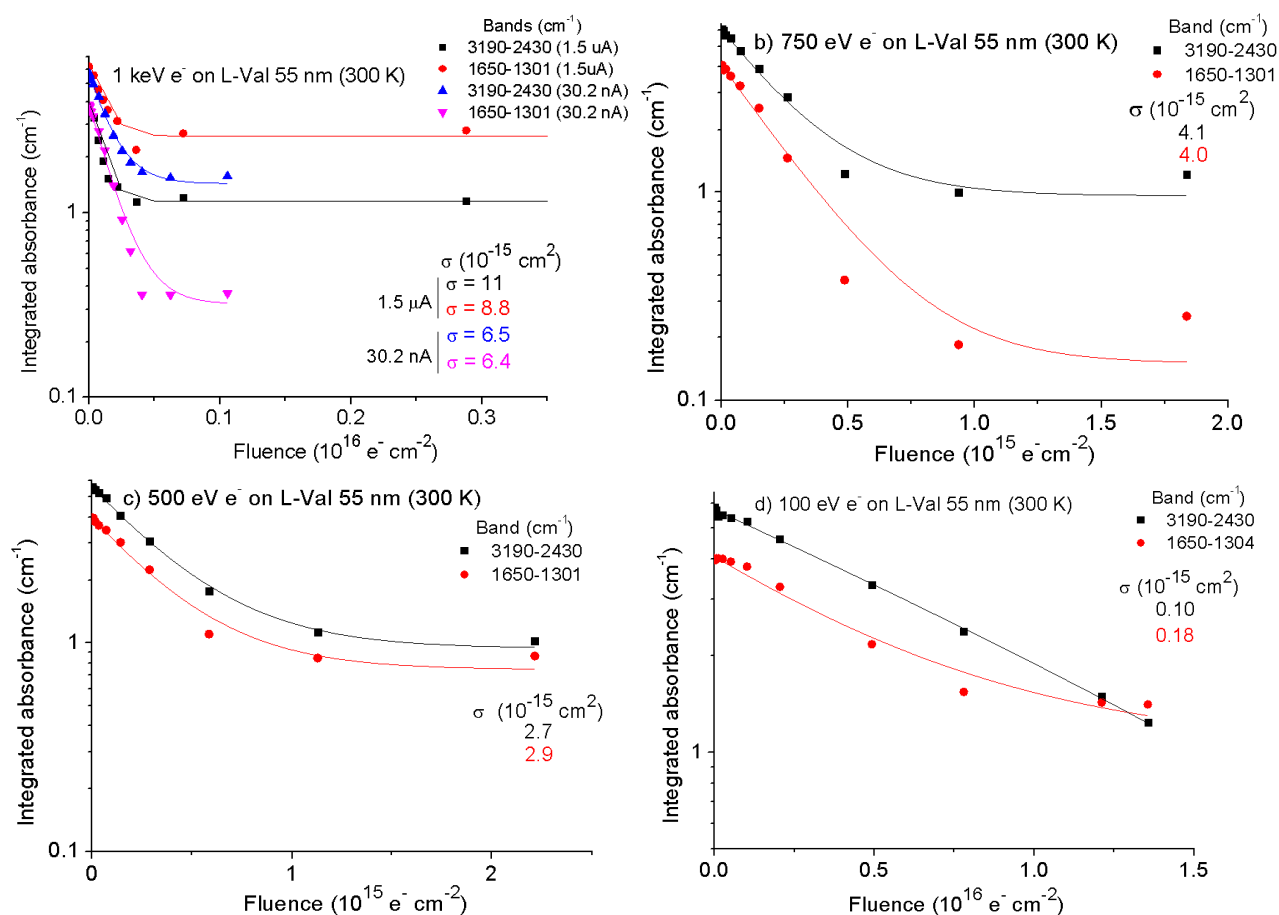 Bands (cm⁻¹)
3190-2430 (1.5 uA)
1650-1301 (1.5uA)
3190-2430 (30.2 nA)
1650-1301 (30.2 nA)
1 keV e⁻ on L-Val 55 nm (300 K)
Integrated absorbance (cm⁻¹)
1
0.1
σ (10⁻¹⁵ cm²)
1.5 μA
σ = 11
σ = 8.8
30.2 nA
σ = 6.5
σ = 6.4
0.0 0.1 0.2 0.3
Fluence (10¹⁶ e⁻ cm⁻²)
b) 750 eV e⁻ on L-Val 55 nm (300 K)
Band (cm⁻¹)
3190-2430
1650-1301
σ (10⁻¹⁵ cm²)
4.1
4.0
Integrated absorbance (cm⁻¹)
1
0.1
0.0 0.5 1.0 1.5 2.0
Fluence (10¹⁵ e⁻ cm⁻²)
c) 500 eV e⁻ on L-Val 55 nm (300 K)
Band (cm⁻¹)
3190-2430
1650-1301
Integrated absorbance (cm⁻¹)
1
0.1
σ (10⁻¹⁵ cm²)
2.7
2.9
0 1 2
Fluence (10¹⁵ e⁻ cm⁻²)
d) 100 eV e⁻ on L-Val 55 nm (300 K)
Band (cm⁻¹)
3190-2430
1650-1304
σ (10⁻¹⁵ cm²)
0.10
0.18
Integrated absorbance (cm⁻¹)
1
0.0 0.5 1.0 1.5
Fluence (10¹⁶ e⁻ cm⁻²)